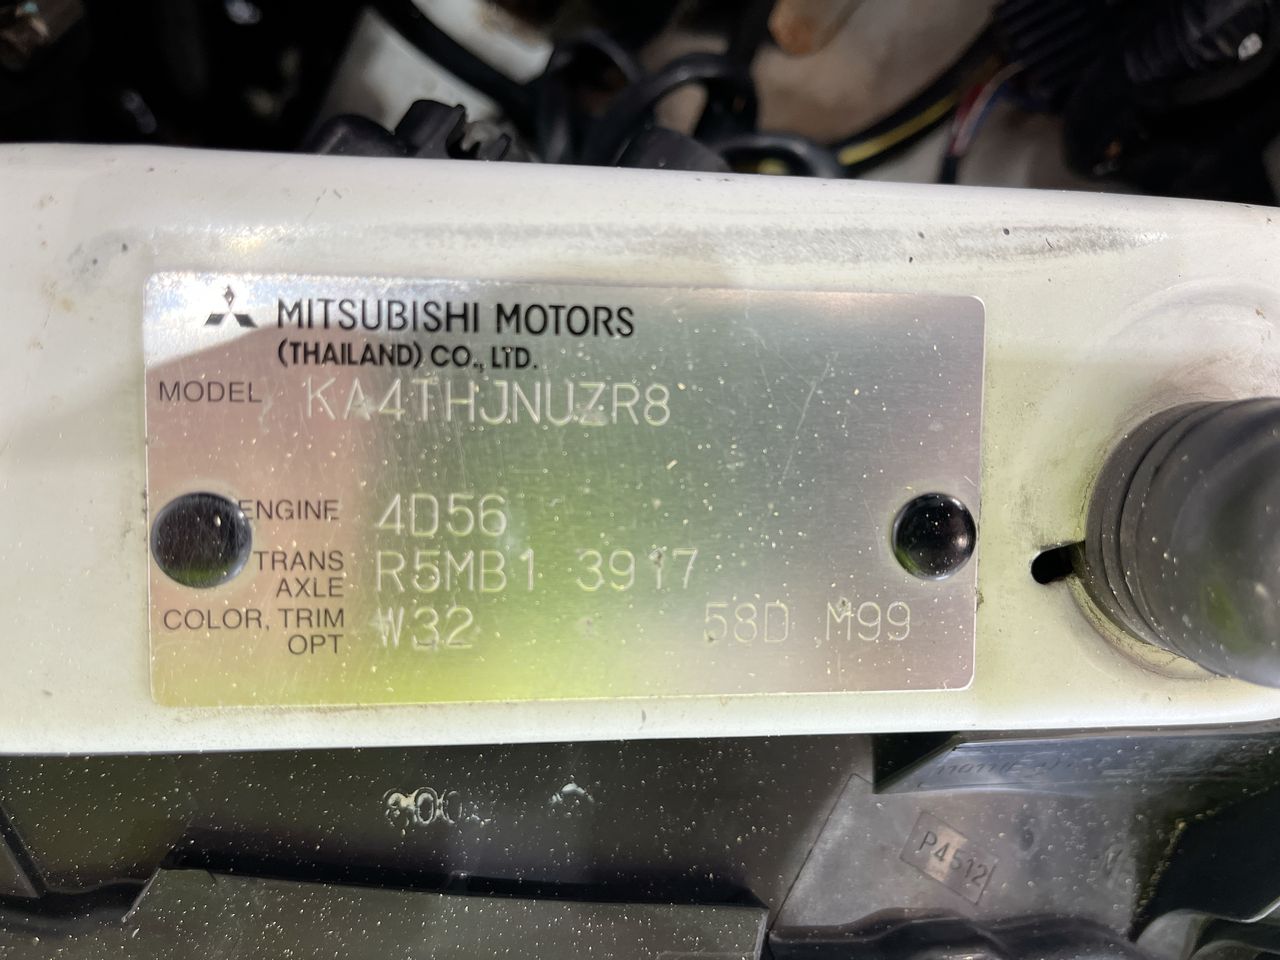 MITSUBISHI MOTORS
(THAILAND) CO., LTD.
MODEL KA4THJNUZR8
ENGINE 4D56
TRANS AXLE R5MB1 3917
COLOR, TRIM OPT W32 58D M99
P4512